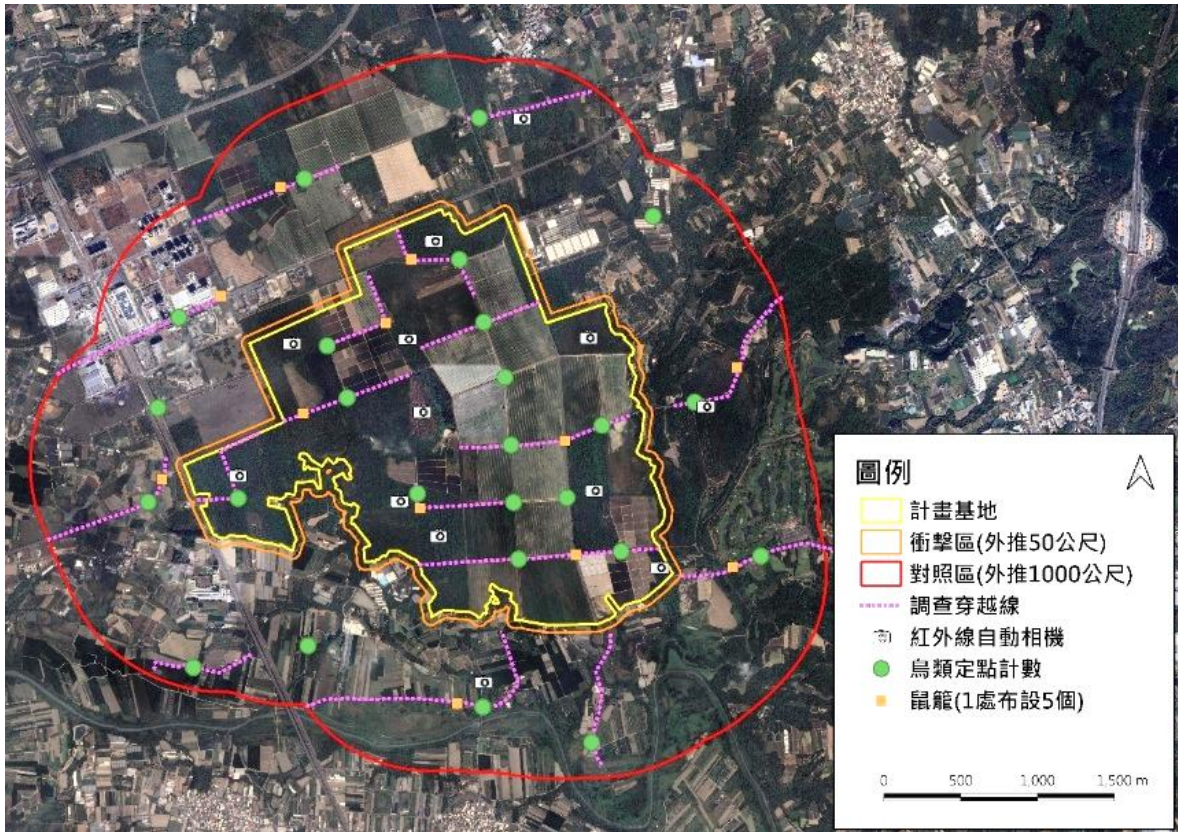 圖例
計畫基地
衝擊區(外推50公尺)
對照區(外推1000公尺)
調查穿越線
紅外線自動相機
鳥類定點計數
鼠籠(1處布設5個)
0 500 1,000 1,500 m